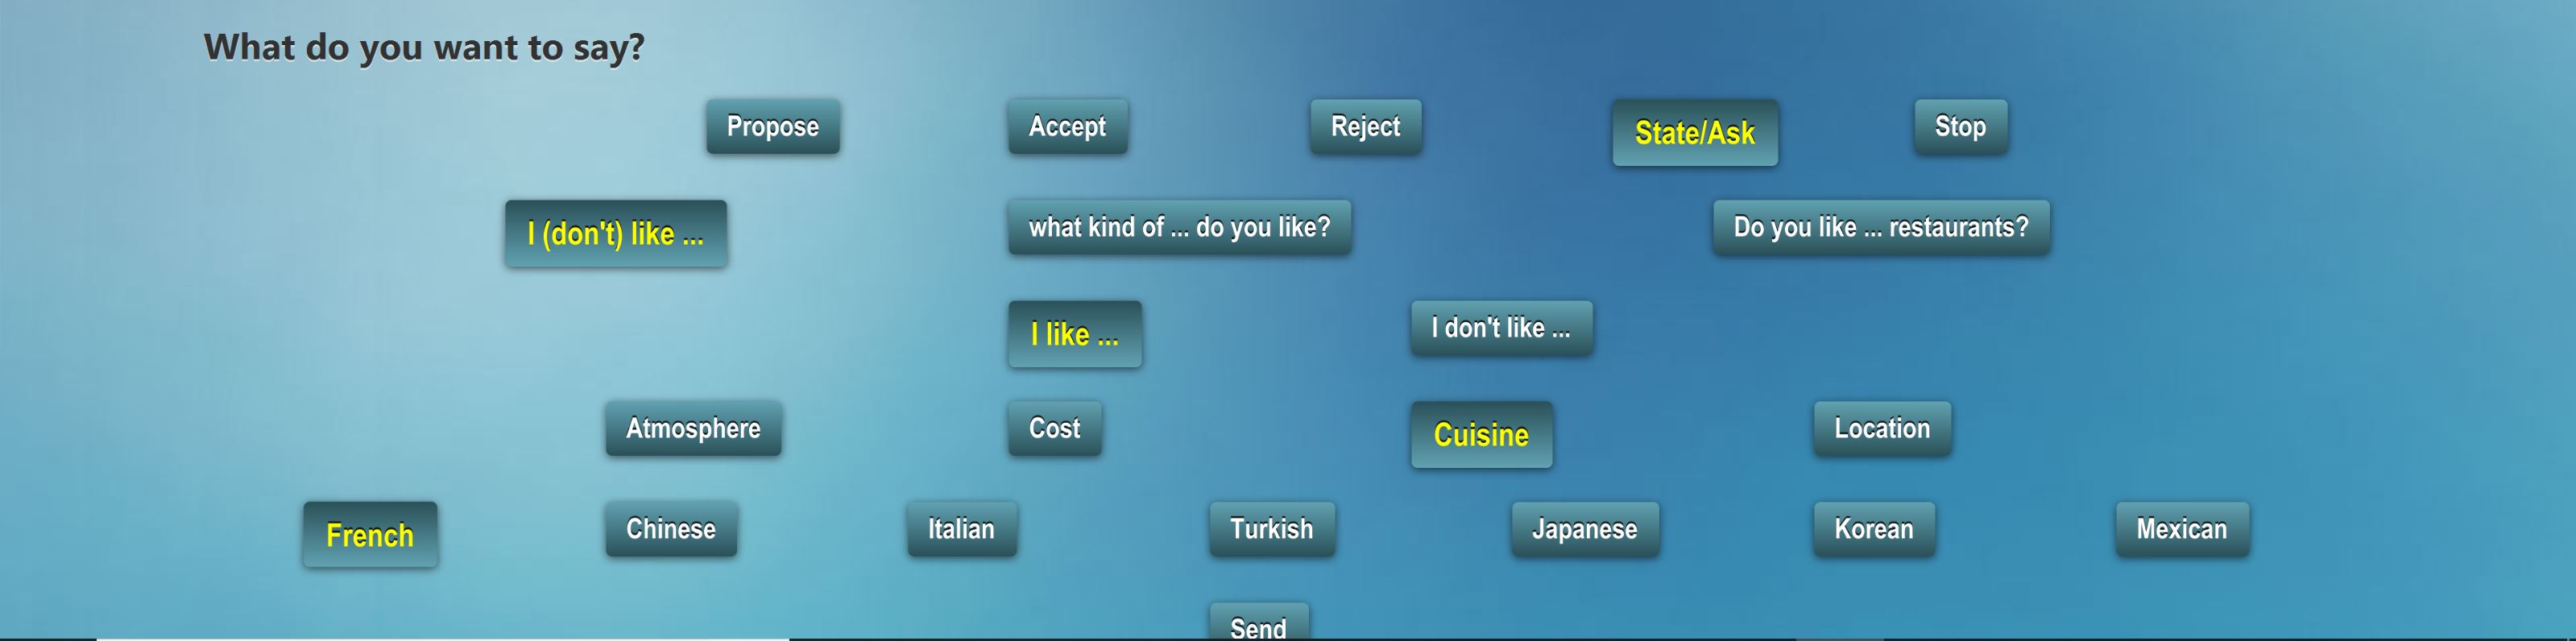 What do you want to say?
Propose Accept Reject State/Ask Stop
I (don't) like ... what kind of ... do you like? Do you like ... restaurants?
I like ... I don't like ...
Atmosphere Cost Cuisine Location
French Chinese Italian Turkish Japanese Korean Mexican
Send